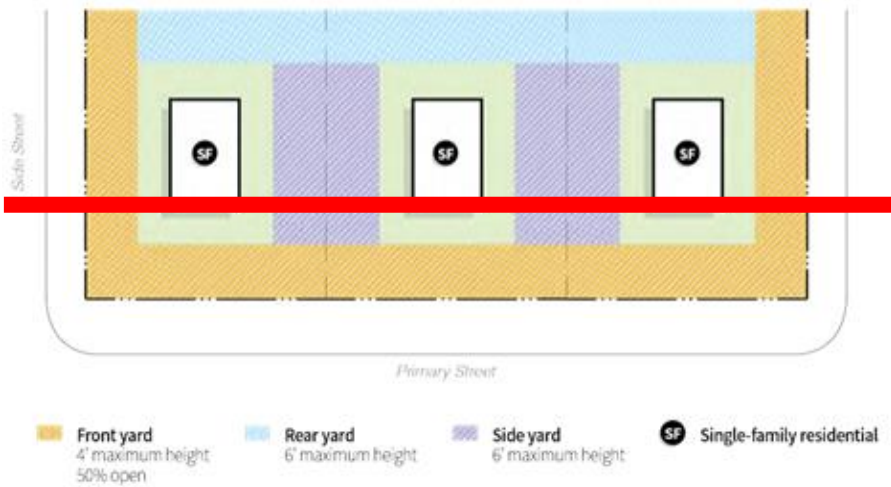 Side Street
SF
SF
SF
Primary Street
Front yard
4' maximum height
50% open
Rear yard
6' maximum height
Side yard
6' maximum height
SF
Single-family residential